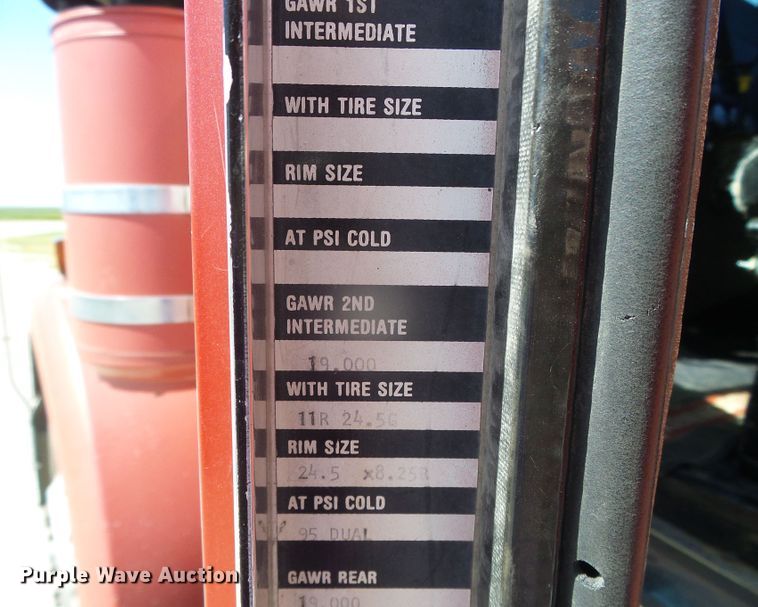 GAWR 1ST
INTERMEDIATE
WITH TIRE SIZE
RIM SIZE
AT PSI COLD
GAWR 2ND
INTERMEDIATE
19,000
WITH TIRE SIZE
11R 24.5G
RIM SIZE
24.5 x8.25R
AT PSI COLD
95 DUAL
GAWR REAR
19,000
Purple Wave Auction